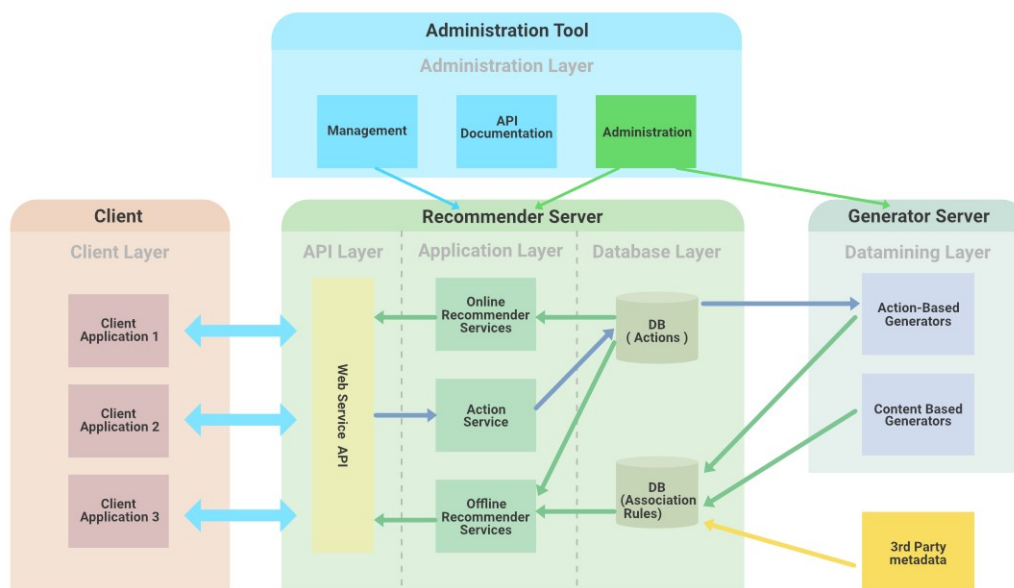 Administration Tool
Administration Layer
Management
API
Documentation
Administration
Client
Client Layer
Client
Application 1
Client
Application 2
Client
Application 3
Recommender Server
API Layer
Application Layer
Database Layer
Web Service API
Online
Recommender
Services
Action
Service
Offline
Recommender
Services
DB
( Actions )
DB
(Association
Rules)
Generator Server
Datamining Layer
Action-Based
Generators
Content Based
Generators
3rd Party
metadata